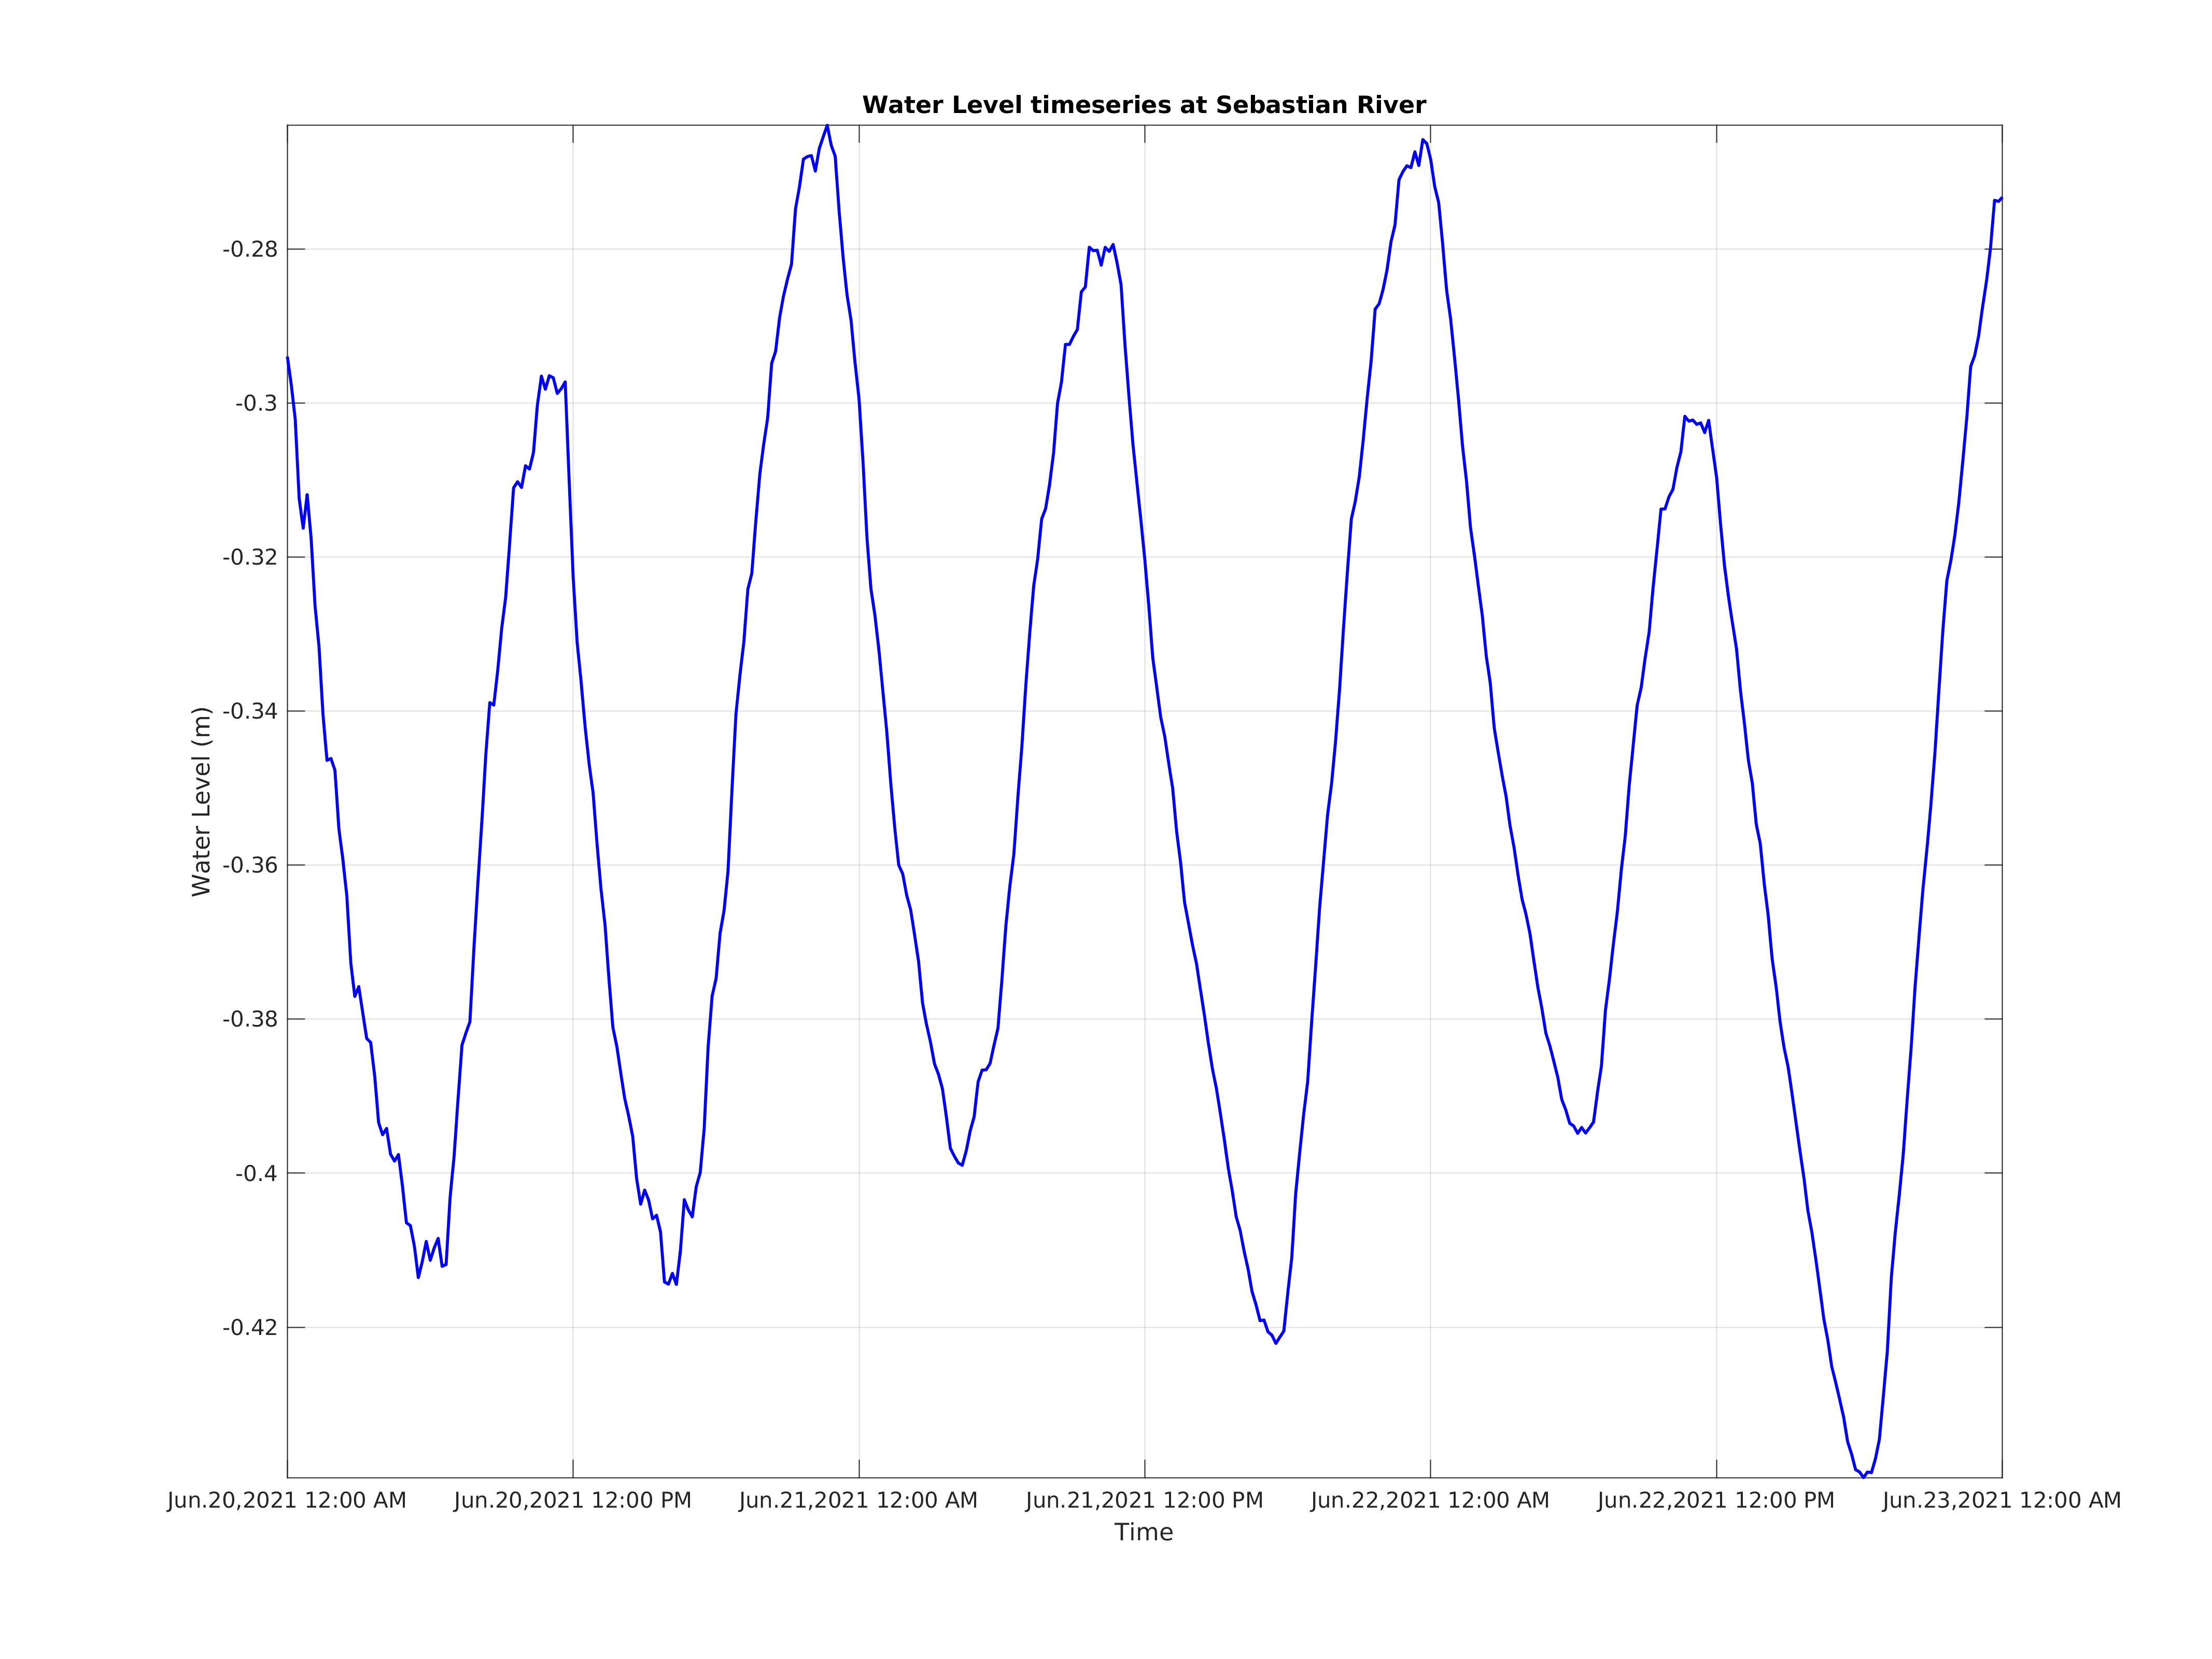 Water Level timeseries at Sebastian River
Water Level (m)
-0.28
-0.3
-0.32
-0.34
-0.36
-0.38
-0.4
-0.42
Jun.20,2021 12:00 AM Jun.20,2021 12:00 PM Jun.21,2021 12:00 AM Jun.21,2021 12:00 PM Jun.22,2021 12:00 AM Jun.22,2021 12:00 PM Jun.23,2021 12:00 AM
Time